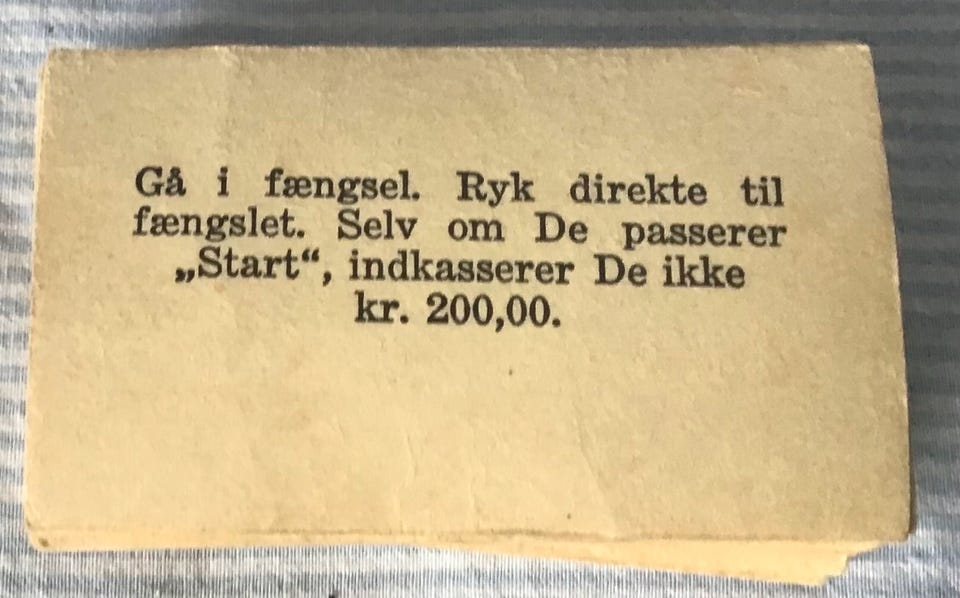 Gå i fængsel. Ryk direkte til
fængslet. Selv om De passerer
„Start“, indkasserer De ikke
kr. 200,00.